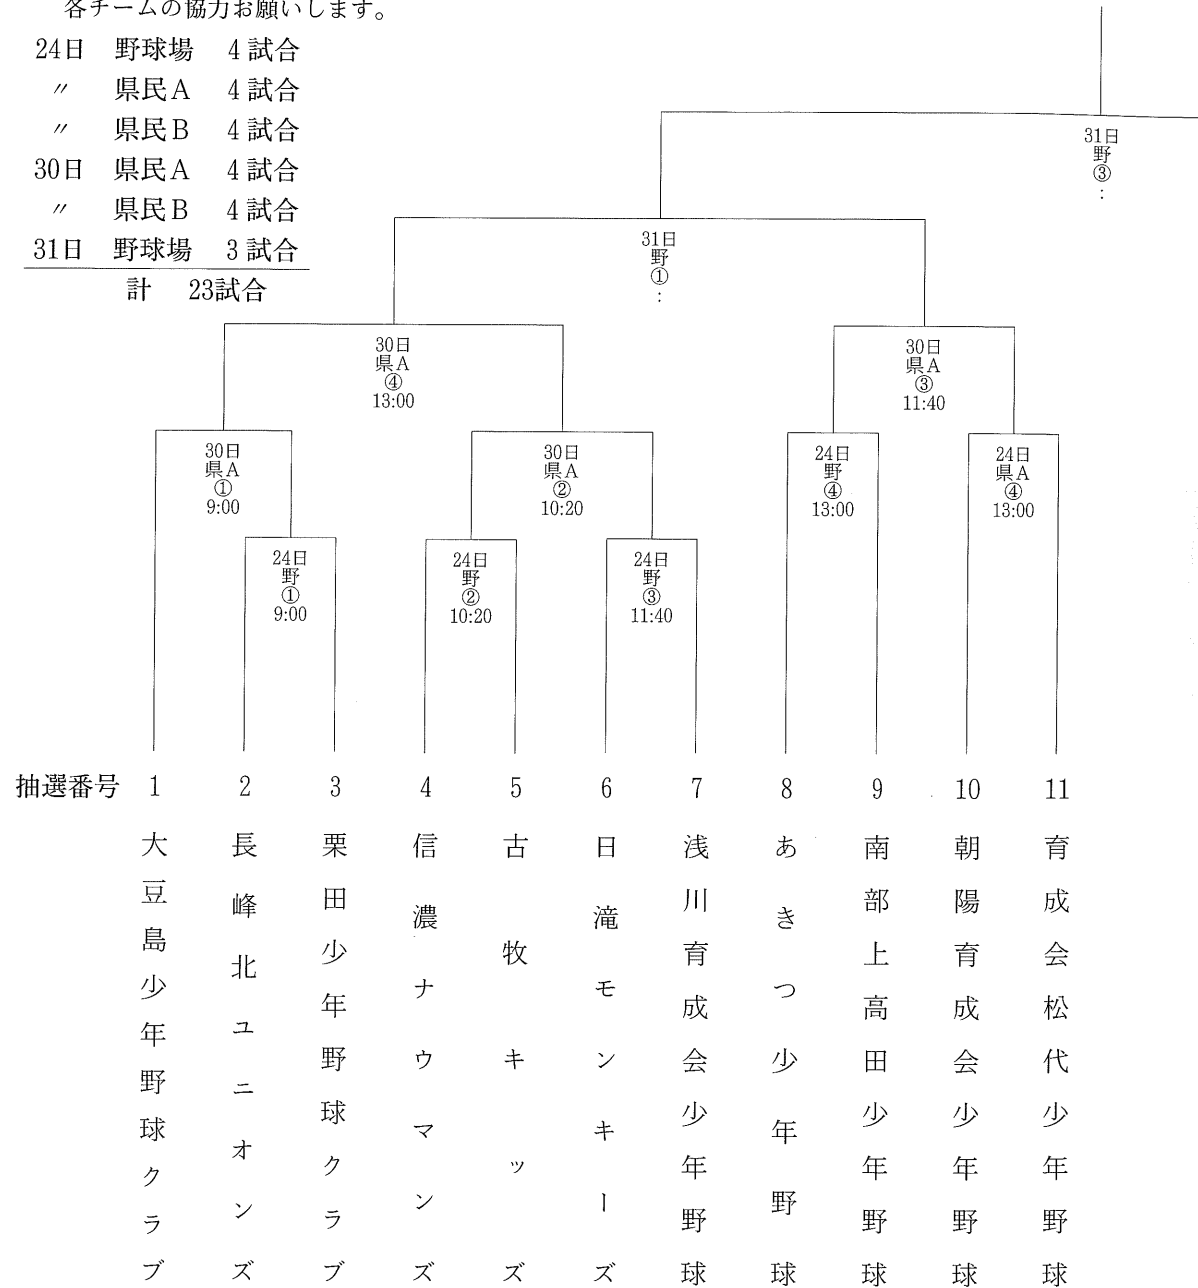 各チームの協力お願いします。
24日 野球場 4試合
〃 県民A 4試合
〃 県民B 4試合
30日 県民A 4試合
〃 県民B 4試合
31日 野球場 3試合
計 23試合
31日
野
③
:
31日
野
①
:
30日
県A
④
13:00
30日
県A
③
11:40
30日
県A
①
9:00
30日
県A
②
10:20
24日
野
④
13:00
24日
県A
④
13:00
24日
野
①
9:00
24日
野
②
10:20
24日
野
③
11:40
抽選番号 1 2 3 4 5 6 7 8 9 10 11
大豆島少年野球クラブ
長峰北ユニオンズ
栗田少年野球クラブ
信濃ナウマンズ
古牧キッズ
日滝モンキーズ
浅川育成会少年野球
あきつ少年野球
南部上高田少年野球
朝陽育成会少年野球
育成会松代少年野球